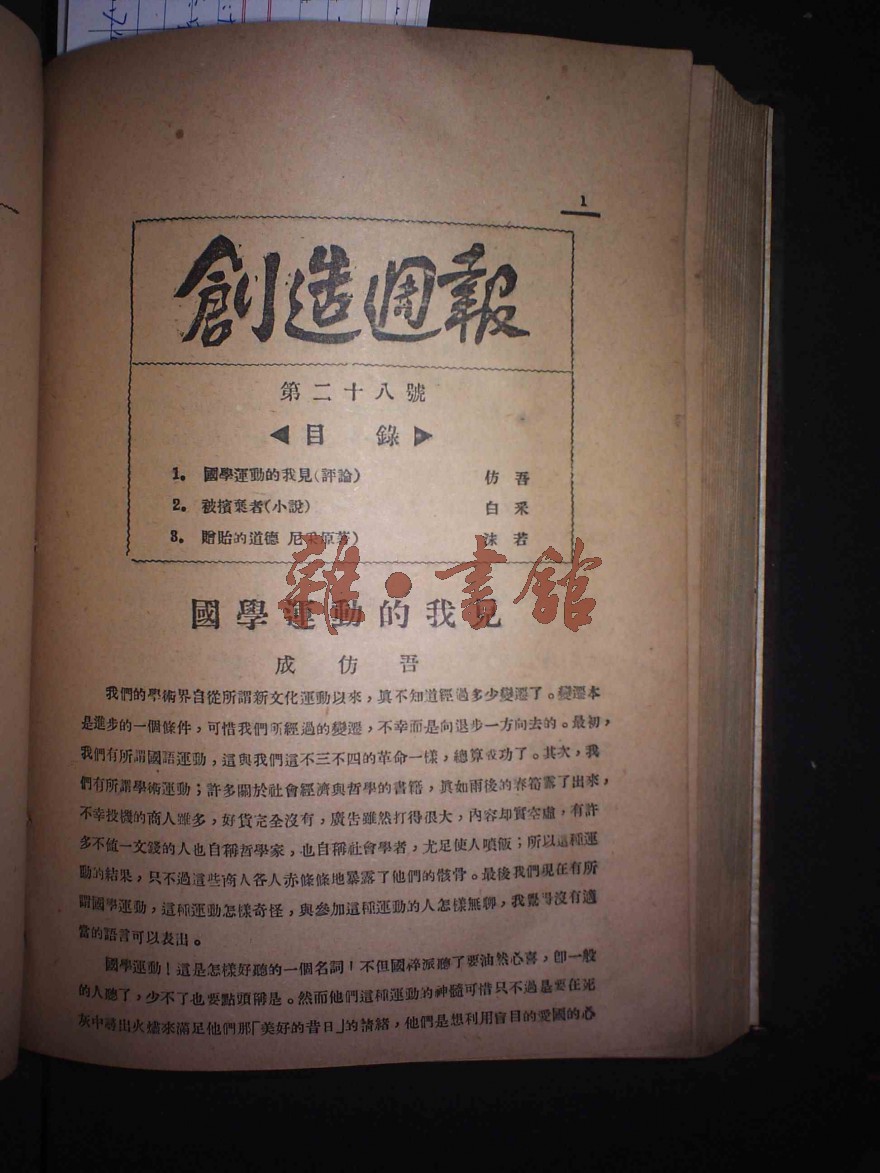 1
創造週報
第二十八號
目錄
1。 國學運動的我見(評論) 仿吾
2。 被擯棄者(小說) 白采
3。 贈貽的道德 尼采原著) 沫若
雜·書館
國學運動的我見
成仿吾
我們的學術界自從所謂新文化運動以來,眞不知道經過多少變遷了。變遷本
是進步的一個條件,可惜我們所經過的變遷,不幸而是向退步一方向去的。最初,
我們有所謂國語運動,這與我們這不三不四的革命一樣,總算成功了。其次,我
們有所謂學術運動;許多關於社會經濟與哲學的書籍,眞如雨後的春筍露了出來,
不幸投機的商人雖多,好貨完全沒有,廣告雖然打得很大,內容却實空虛,有許
多不値一文錢的人也自稱哲學家,也自稱社會學者,尤足使人噴飯;所以這種運
動的結果,只不過這些商人各人赤條條地暴露了他們的骸骨。最後我們現在有所
謂國學運動,這種運動怎樣奇怪,與參加這種運動的人怎樣無聊,我覺得沒有適
當的語言可以表出。
國學運動!這是怎樣好聽的一個名詞!不但國粹派聽了要油然心喜,卽一般
的人聽了,少不了也要點頭稱是。然而他們這種運動的神髓可惜只不過是要在死
灰中尋出火燼來滿足他們那「美好的昔日」的情緖,他們是想利用盲目的愛國的心